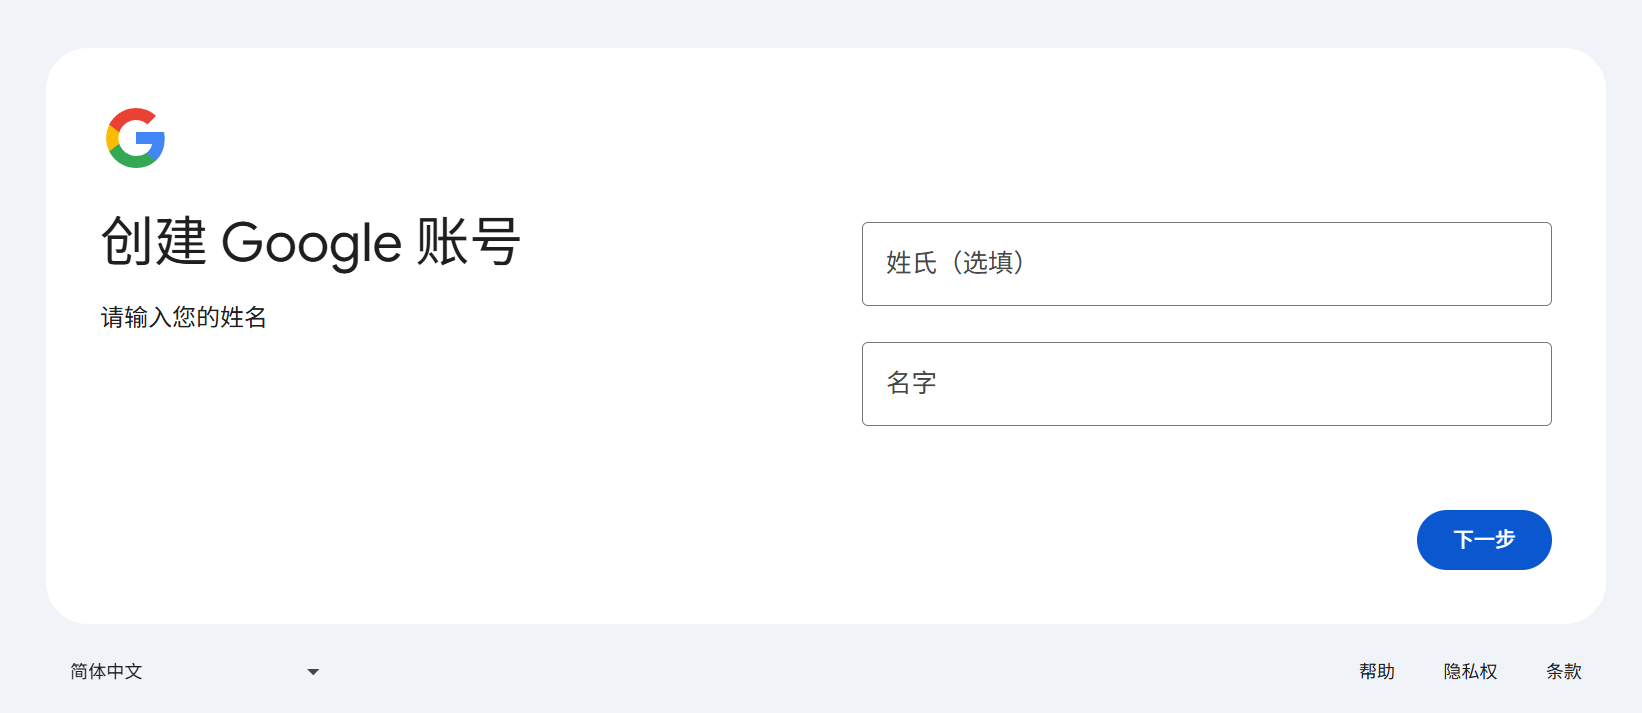 创建 Google 账号
请输入您的姓名
姓氏（选填）
名字
下一步
简体中文
帮助
隐私权
条款